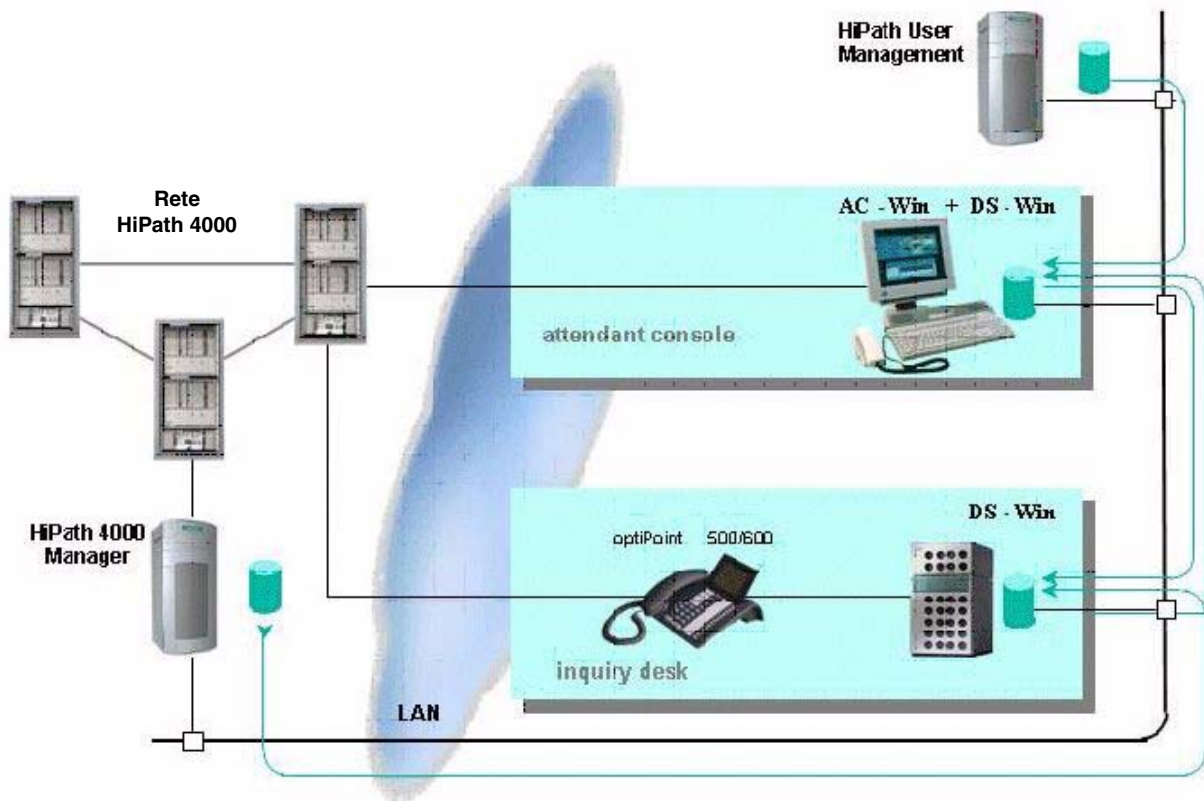 HiPath User
Management
Rete
HiPath 4000
AC - Win + DS - Win
attendant console
HiPath 4000
Manager
DS - Win
optiPoint 500/600
inquiry desk
LAN